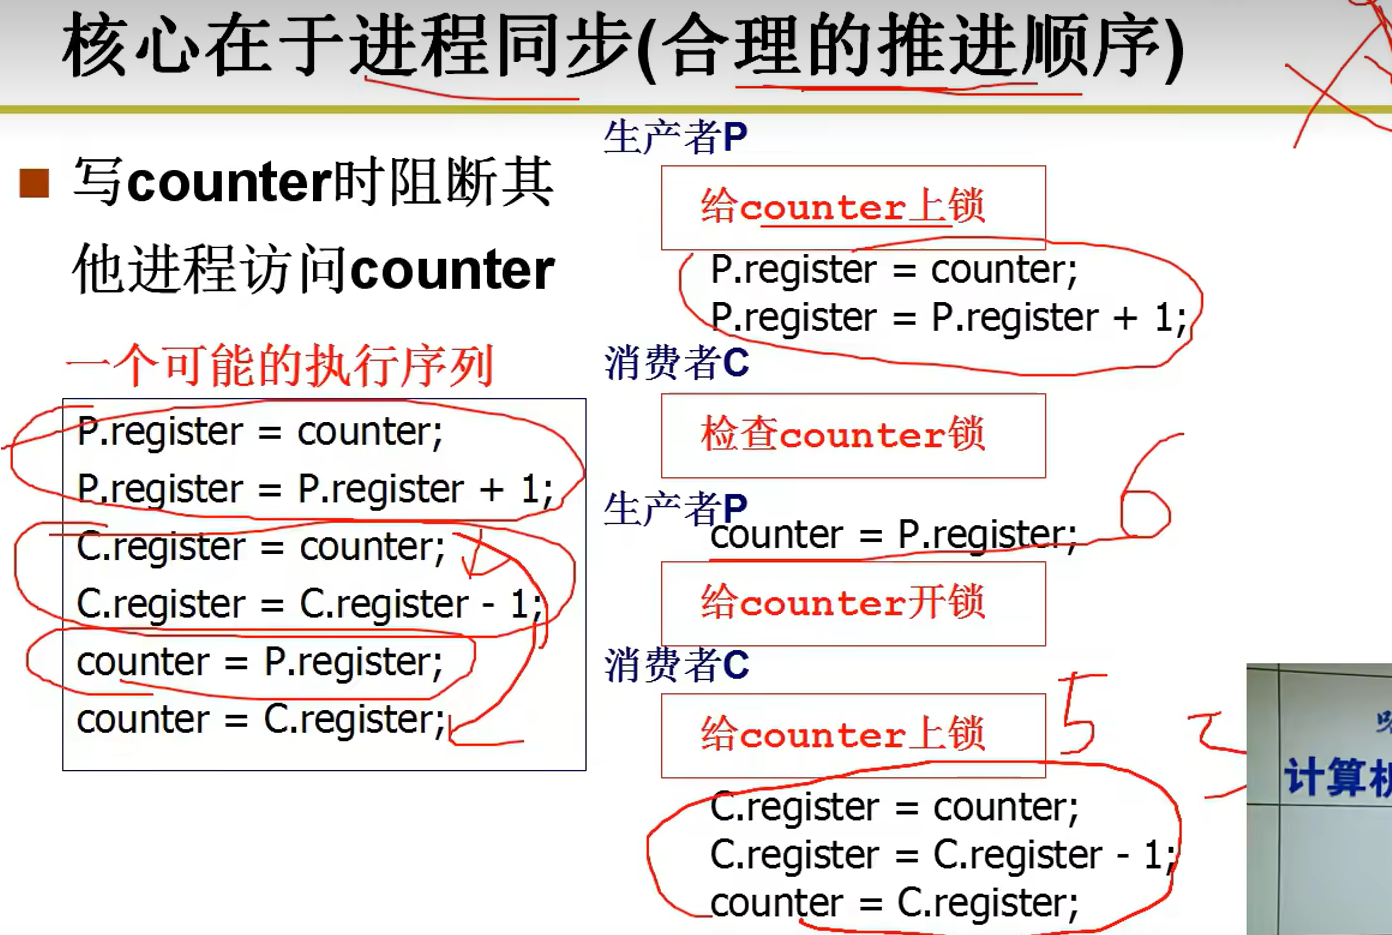 核心在于进程同步(合理的推进顺序)
写counter时阻断其
他进程访问counter
一个可能的执行序列
P.register = counter;
P.register = P.register + 1;
C.register = counter;
C.register = C.register - 1;
counter = P.register;
counter = C.register;
生产者P
给counter上锁
P.register = counter;
P.register = P.register + 1;
消费者C
检查counter锁
生产者P
counter = P.register;
6
给counter开锁
消费者C
给counter上锁
5
C.register = counter;
C.register = C.register - 1;
counter = C.register;
计算机